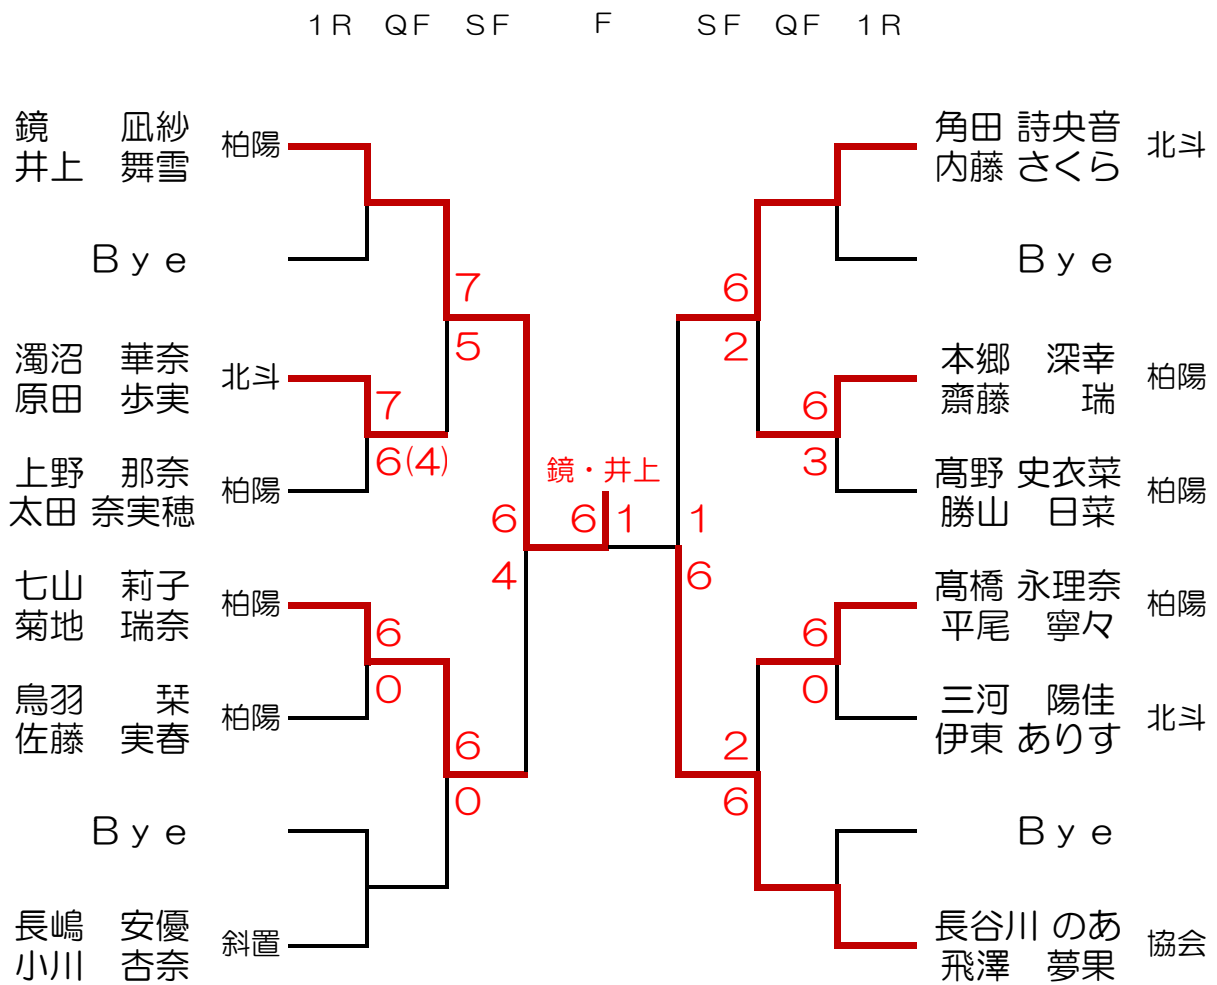 1R QF SF F SF QF 1R
鏡 凪紗
井上 舞雪
柏陽
Bye
7
5
濁沼 華奈
原田 歩実
北斗
7
6(4)
上野 那奈
太田 奈実穂
柏陽
6
4
七山 莉子
菊地 瑞奈
柏陽
6
0
鳥羽 栞
佐藤 実春
柏陽
6
0
Bye
長嶋 安優
小川 杏奈
斜置
鏡・井上
6 1
角田 詩央音
内藤 さくら
北斗
Bye
6
2
本郷 深幸
齋藤 瑞
柏陽
6
3
髙野 史衣菜
勝山 日菜
柏陽
1
6
髙橋 永理奈
平尾 寧々
柏陽
6
0
三河 陽佳
伊東 ありす
北斗
2
6
Bye
長谷川 のあ
飛澤 夢果
協会